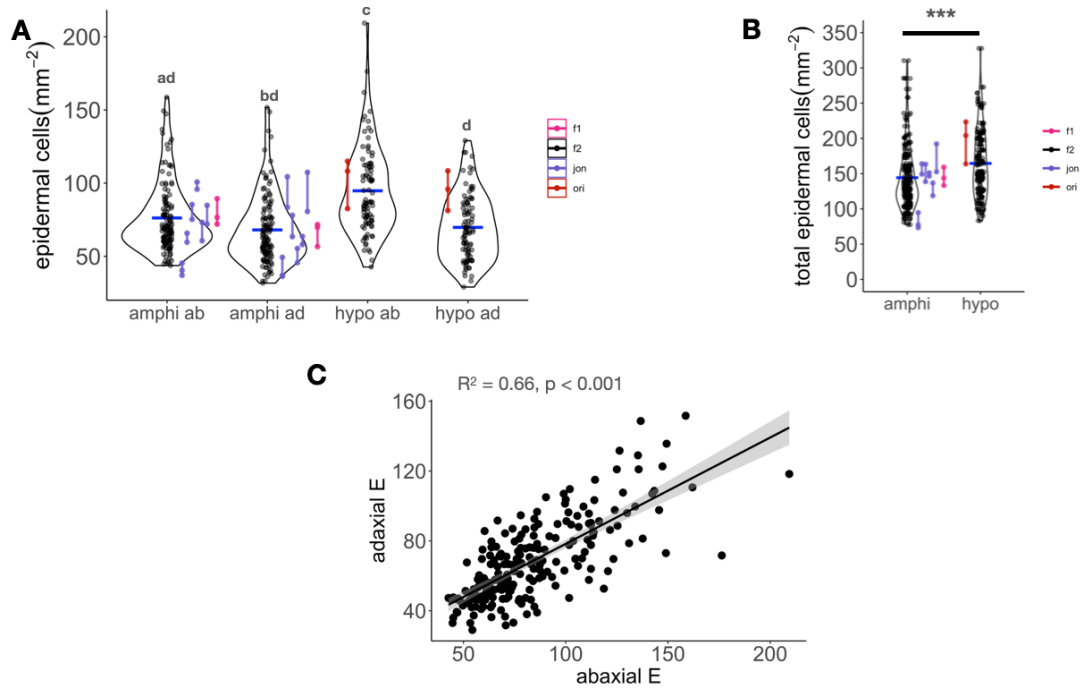 A
epidermal cells(mm⁻²)
200
150
100
50
ad
bd
c
d
amphi ab
amphi ad
hypo ab
hypo ad
f1
f2
jon
ori
B
total epidermal cells(mm⁻²)
350
300
250
200
150
100
50
0
***
amphi
hypo
f1
f2
jon
ori
C
R² = 0.66, p < 0.001
adaxial E
160
120
80
40
50
100
150
200
abaxial E